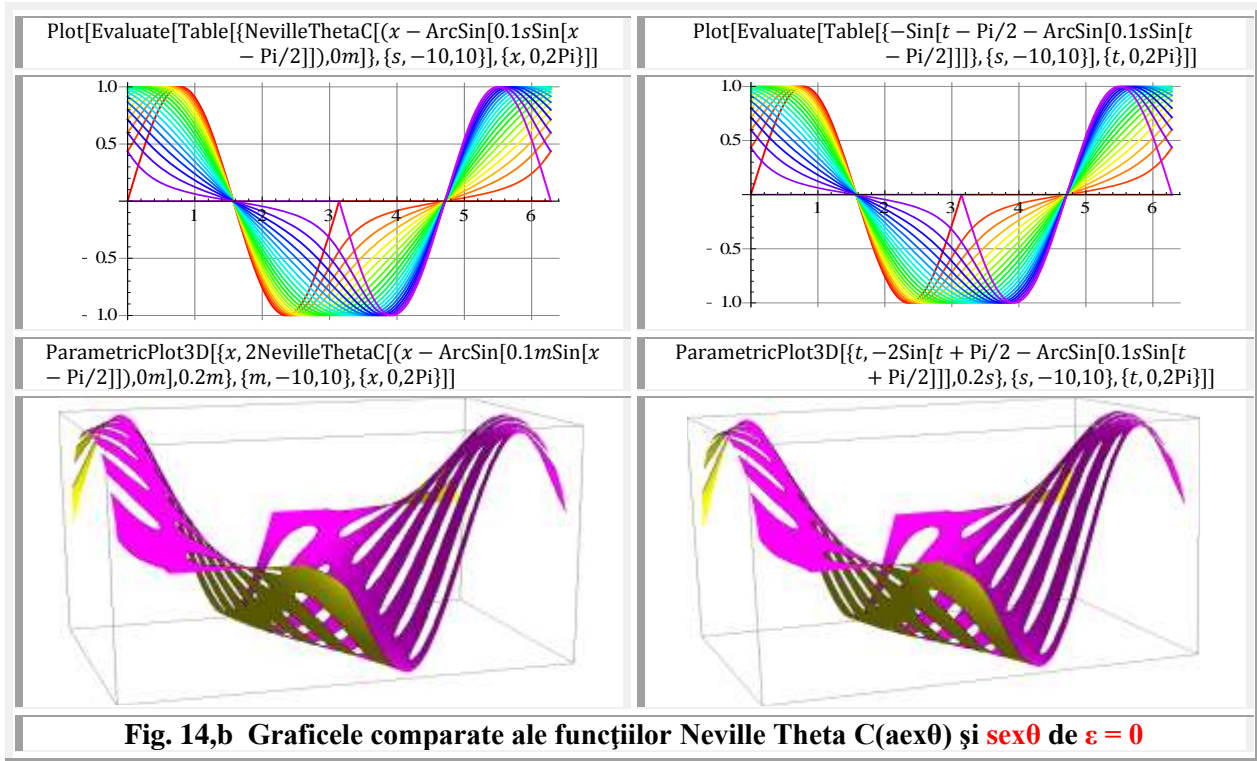 Plot[Evaluate[Table[{NevilleThetaC[(x − ArcSin[0.1sSin[x
− Pi/2]]),0m]},{s,−10,10}],{x,0,2Pi}]]
Plot[Evaluate[Table[{−Sin[t − Pi/2 − ArcSin[0.1sSin[t
− Pi/2]]]},{s,−10,10}],{t,0,2Pi}]]
1.0
0.5
1 2 3 4 5 6
- 0.5
- 1.0
1.0
0.5
1 2 3 4 5 6
- 0.5
- 1.0
ParametricPlot3D[{x,2NevilleThetaC[(x − ArcSin[0.1mSin[x
− Pi/2]]),0m],0.2m},{m,−10,10},{x,0,2Pi}]]
ParametricPlot3D[{t,−2Sin[t + Pi/2 − ArcSin[0.1sSin[t
+ Pi/2]]],0.2s},{s,−10,10},{t,0,2Pi}]]
Fig. 14,b Graficele comparate ale funcţiilor Neville Theta C(aexθ) şi sexθ de ε = 0